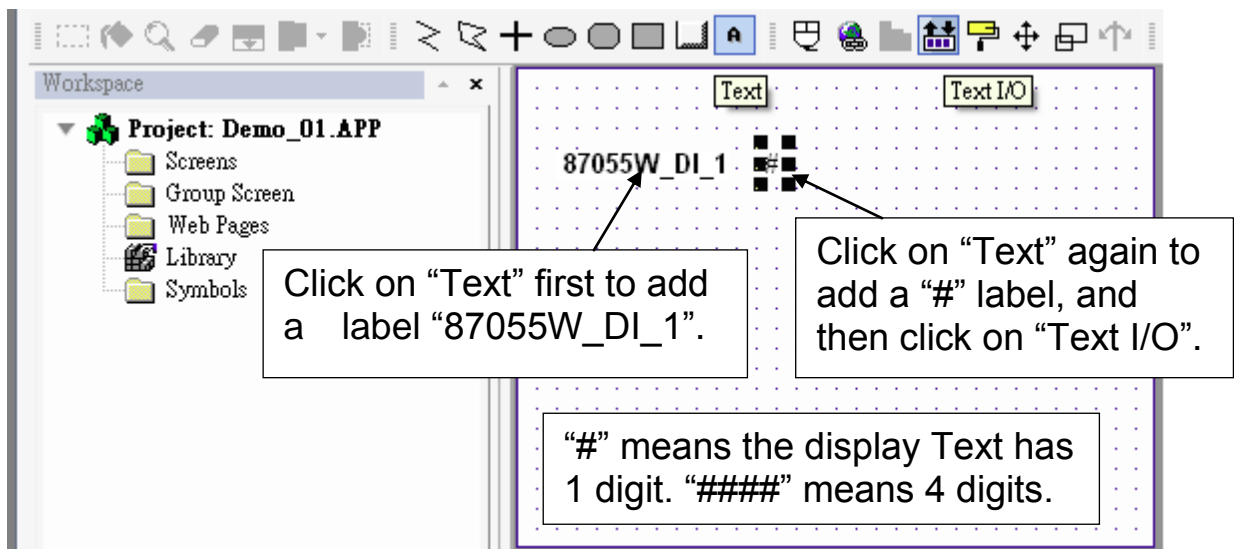 A
Workspace
Text
Text I/O
Project: Demo_01.APP
Screens
Group Screen
Web Pages
Library
Symbols
87055W_DI_1
#
Click on “Text” first to add
a label “87055W_DI_1”.
Click on “Text” again to
add a “#” label, and
then click on “Text I/O”.
“#” means the display Text has
1 digit. “####” means 4 digits.